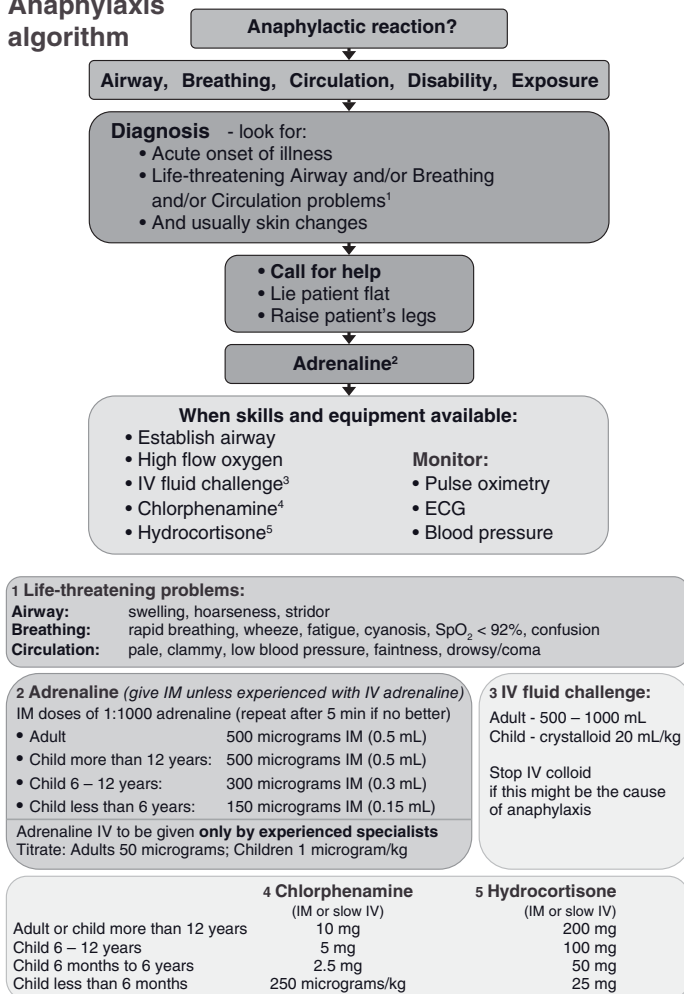 Anaphylaxis
algorithm
Anaphylactic reaction?
Airway, Breathing, Circulation, Disability, Exposure
Diagnosis - look for:
• Acute onset of illness
• Life-threatening Airway and/or Breathing
and/or Circulation problems¹
• And usually skin changes
• Call for help
• Lie patient flat
• Raise patient's legs
Adrenaline²
When skills and equipment available:
• Establish airway
• High flow oxygen
• IV fluid challenge³
• Chlorphenamine⁴
• Hydrocortisone⁵
Monitor:
• Pulse oximetry
• ECG
• Blood pressure
1 Life-threatening problems:
Airway: swelling, hoarseness, stridor
Breathing: rapid breathing, wheeze, fatigue, cyanosis, SpO₂ < 92%, confusion
Circulation: pale, clammy, low blood pressure, faintness, drowsy/coma
2 Adrenaline (give IM unless experienced with IV adrenaline)
IM doses of 1:1000 adrenaline (repeat after 5 min if no better)
• Adult 500 micrograms IM (0.5 mL)
• Child more than 12 years: 500 micrograms IM (0.5 mL)
• Child 6 – 12 years: 300 micrograms IM (0.3 mL)
• Child less than 6 years: 150 micrograms IM (0.15 mL)
Adrenaline IV to be given only by experienced specialists
Titrate: Adults 50 micrograms; Children 1 microgram/kg
3 IV fluid challenge:
Adult - 500 – 1000 mL
Child - crystalloid 20 mL/kg
Stop IV colloid
if this might be the cause
of anaphylaxis
4 Chlorphenamine 5 Hydrocortisone
(IM or slow IV) (IM or slow IV)
Adult or child more than 12 years 10 mg 200 mg
Child 6 – 12 years 5 mg 100 mg
Child 6 months to 6 years 2.5 mg 50 mg
Child less than 6 months 250 micrograms/kg 25 mg